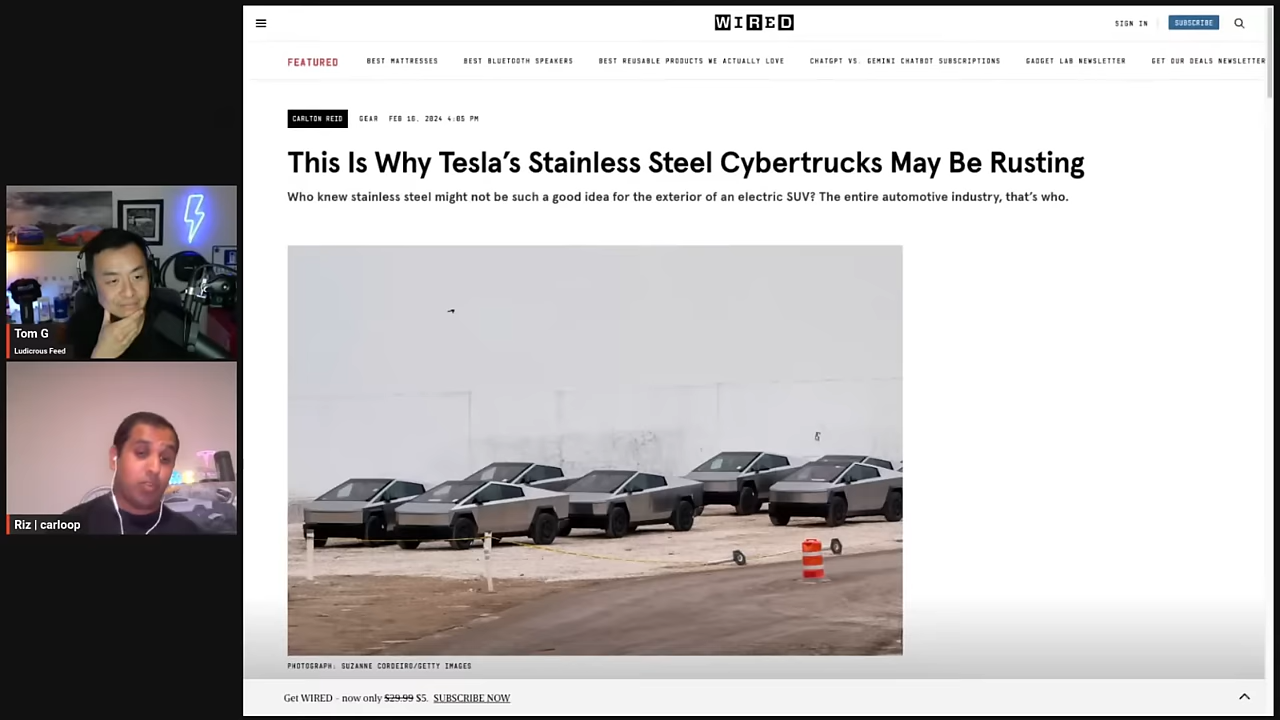 WIRED
SIGN IN
SUBSCRIBE
FEATURED
BEST MATTRESSES
BEST BLUETOOTH SPEAKERS
BEST REUSABLE PRODUCTS WE ACTUALLY LOVE
CHATGPT VS. GEMINI CHATBOT SUBSCRIPTIONS
GADGET LAB NEWSLETTER
GET OUR DEALS NEWSLETTER
CARLTON REID
GEAR
FEB 16, 2024 4:05 PM
This Is Why Tesla's Stainless Steel Cybertrucks May Be Rusting
Who knew stainless steel might not be such a good idea for the exterior of an electric SUV? The entire automotive industry, that's who.
Tom G
Ludicrous Feed
Riz | carloop
PHOTOGRAPH: SUZANNE CORDEIRO/GETTY IMAGES
Get WIRED - now only $29.99 $5. SUBSCRIBE NOW